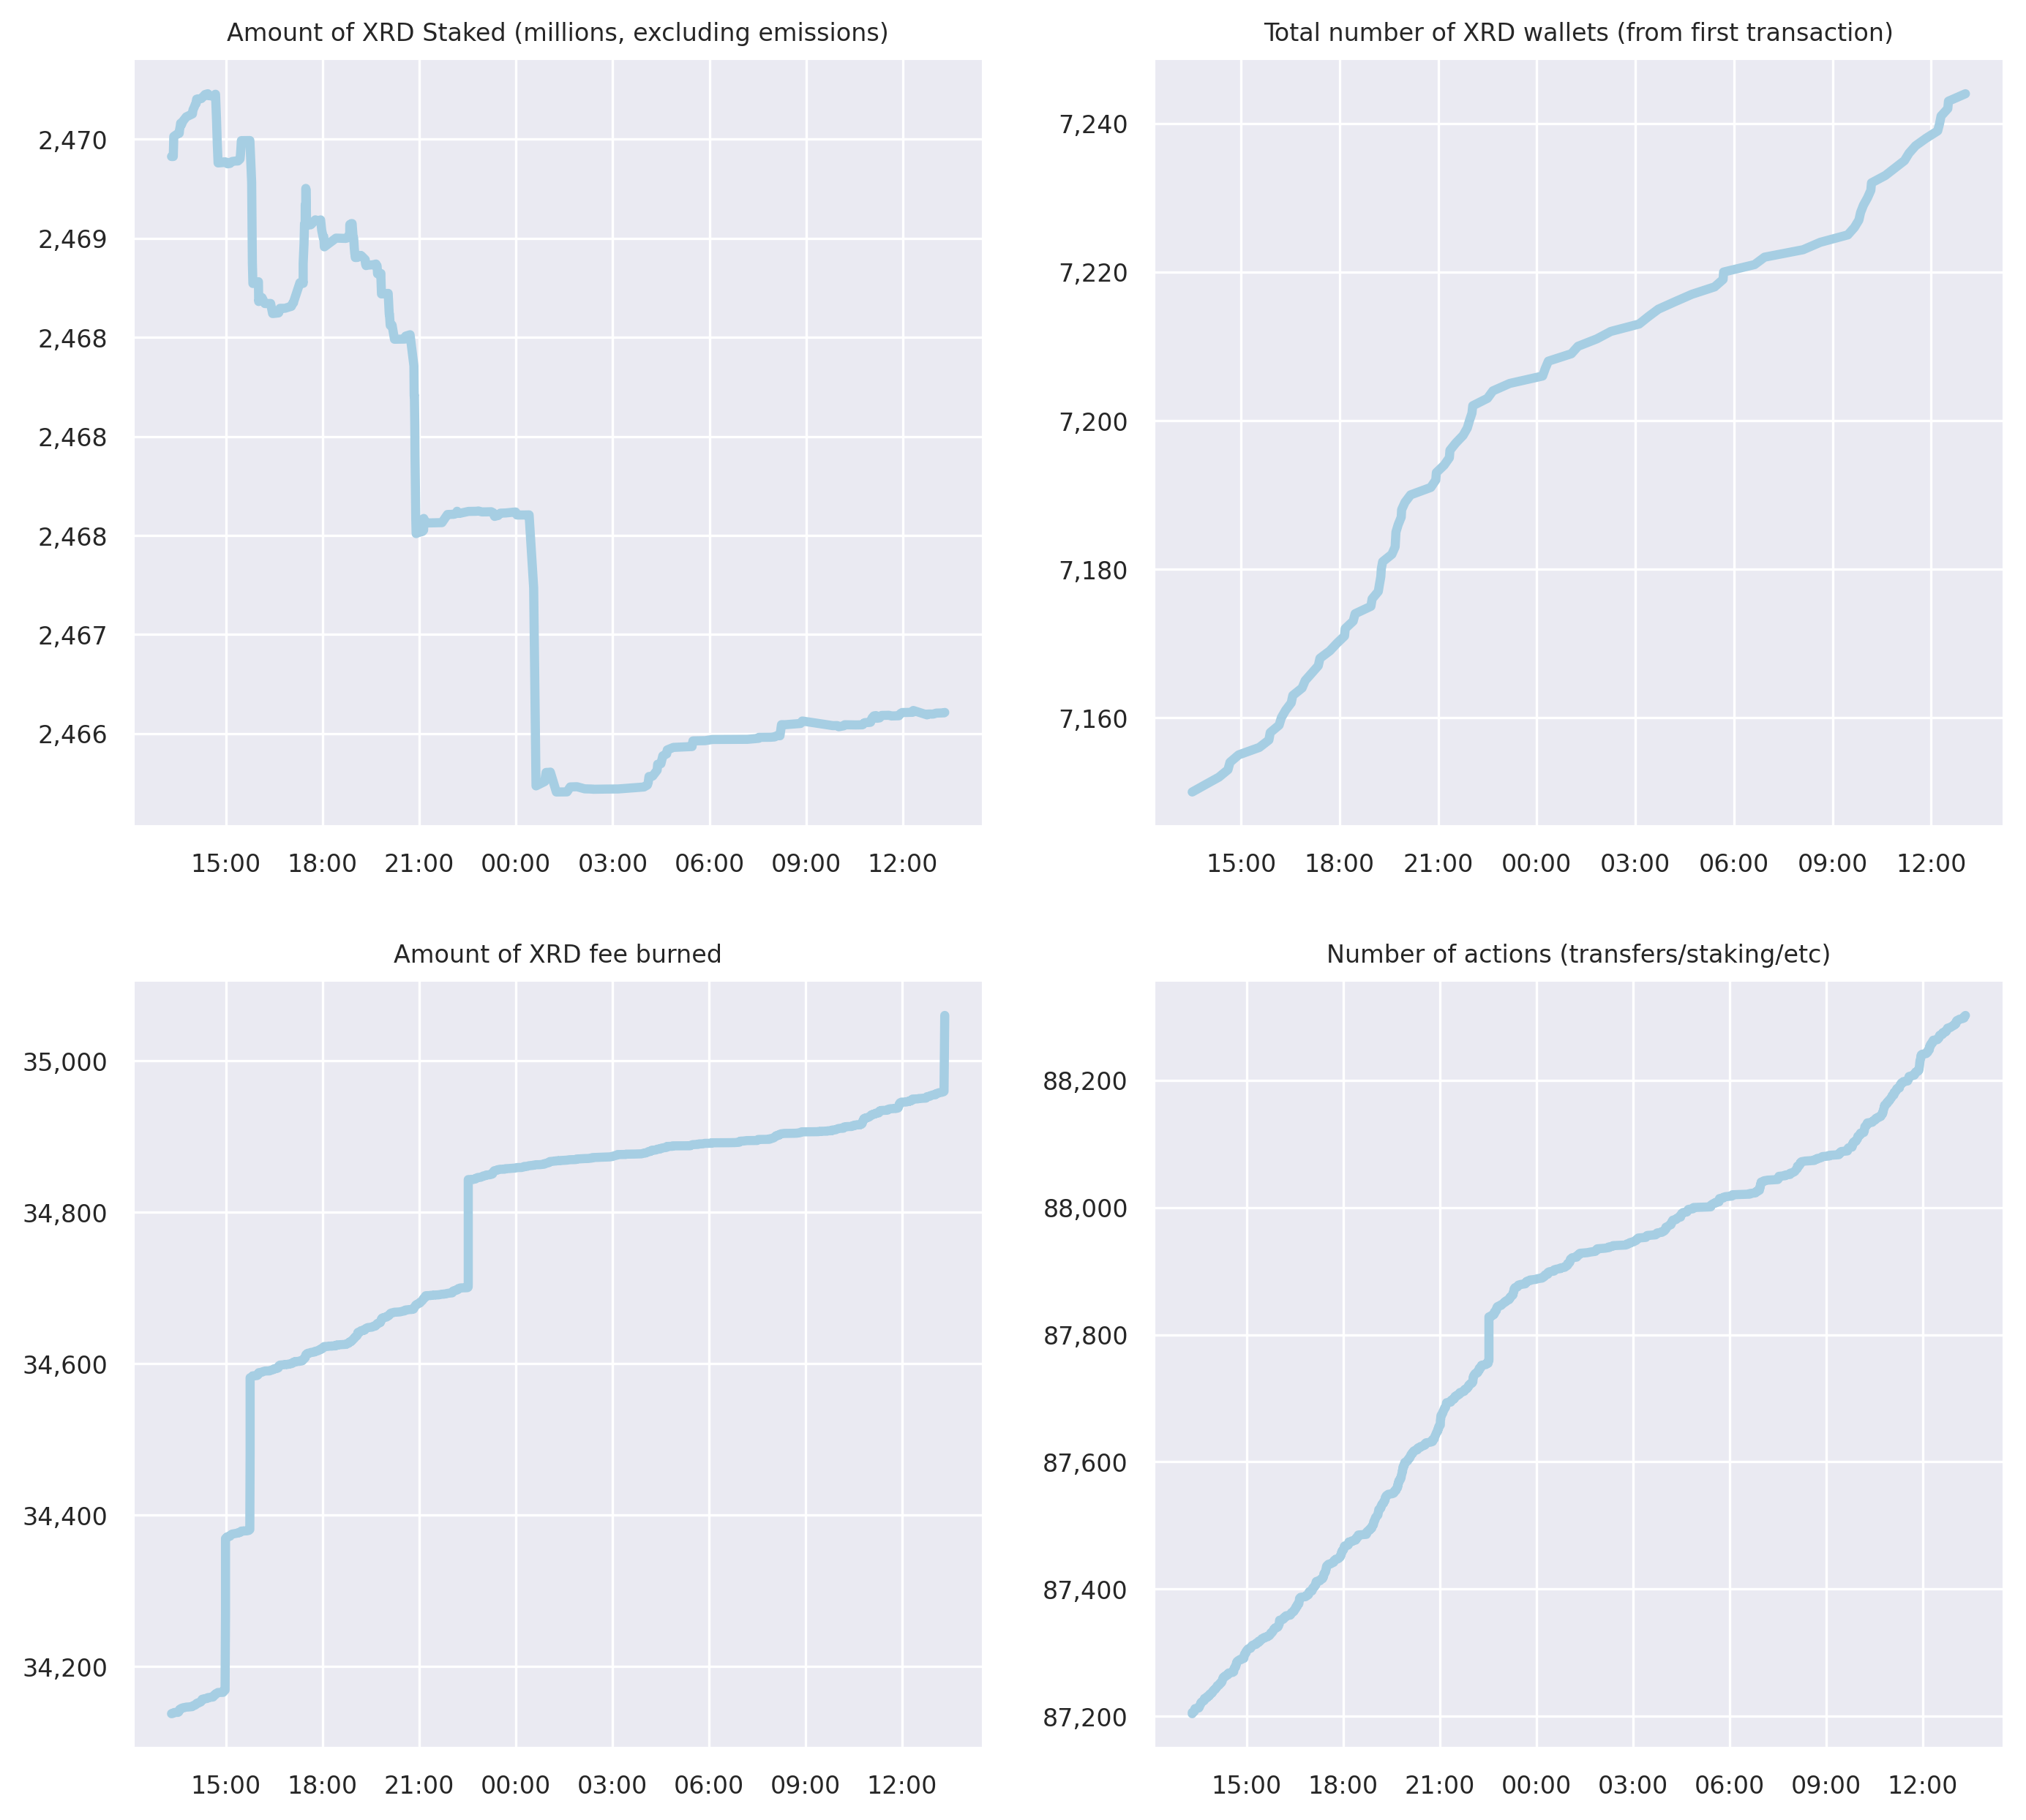 Amount of XRD Staked (millions, excluding emissions)
2,470
2,469
2,468
2,468
2,468
2,467
2,466
15:00 18:00 21:00 00:00 03:00 06:00 09:00 12:00
Total number of XRD wallets (from first transaction)
7,240
7,220
7,200
7,180
7,160
15:00 18:00 21:00 00:00 03:00 06:00 09:00 12:00
Amount of XRD fee burned
35,000
34,800
34,600
34,400
34,200
15:00 18:00 21:00 00:00 03:00 06:00 09:00 12:00
Number of actions (transfers/staking/etc)
88,200
88,000
87,800
87,600
87,400
87,200
15:00 18:00 21:00 00:00 03:00 06:00 09:00 12:00